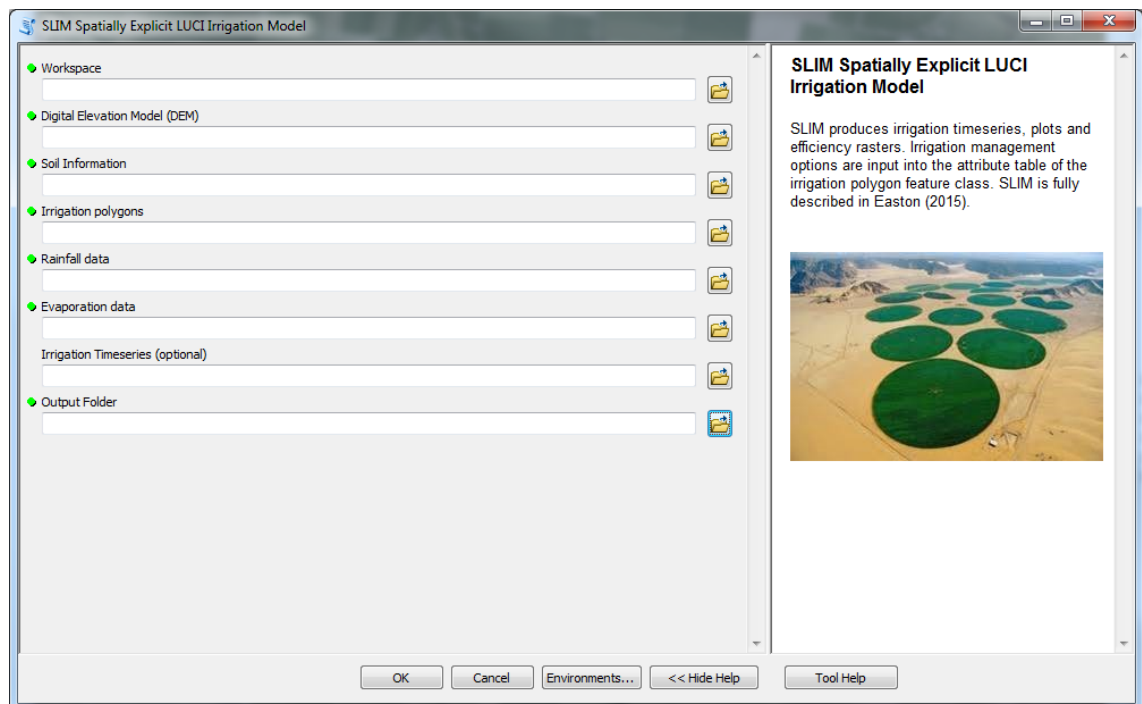 SLIM Spatially Explicit LUCI Irrigation Model
Workspace
Digital Elevation Model (DEM)
Soil Information
Irrigation polygons
Rainfall data
Evaporation data
Irrigation Timeseries (optional)
Output Folder
SLIM Spatially Explicit LUCI
Irrigation Model
SLIM produces irrigation timeseries, plots and
efficiency rasters. Irrigation management
options are input into the attribute table of the
irrigation polygon feature class. SLIM is fully
described in Easton (2015).
OK
Cancel
Environments...
<< Hide Help
Tool Help